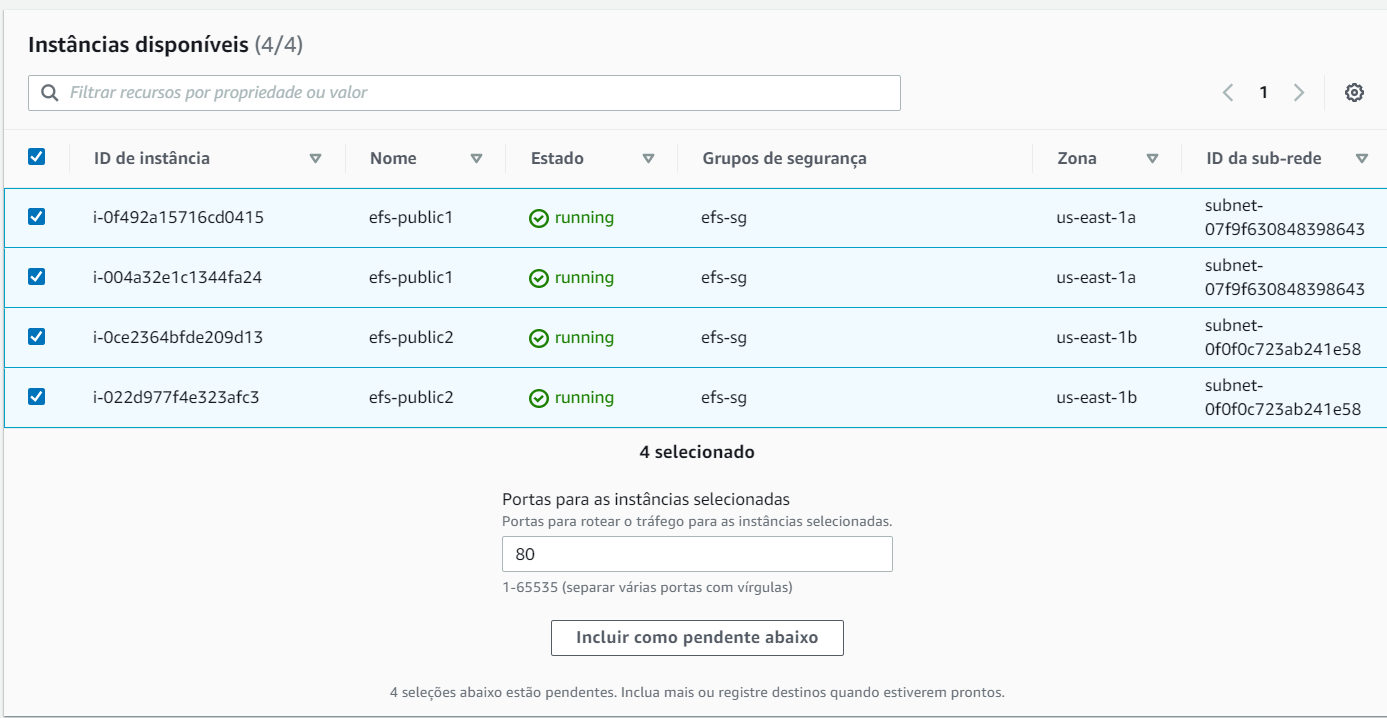 Instâncias disponíveis (4/4)
Filtrar recursos por propriedade ou valor
1
ID de instância Nome Estado Grupos de segurança Zona ID da sub-rede
i-0f492a15716cd0415 efs-public1 running efs-sg us-east-1a subnet-
07f9f630848398643
i-004a32e1c1344fa24 efs-public1 running efs-sg us-east-1a subnet-
07f9f630848398643
i-0ce2364bfde209d13 efs-public2 running efs-sg us-east-1b subnet-
0f0f0c723ab241e58
i-022d977f4e323afc3 efs-public2 running efs-sg us-east-1b subnet-
0f0f0c723ab241e58
4 selecionado
Portas para as instâncias selecionadas
Portas para rotear o tráfego para as instâncias selecionadas.
80
1-65535 (separar várias portas com vírgulas)
Incluir como pendente abaixo
4 seleções abaixo estão pendentes. Inclua mais ou registre destinos quando estiverem prontos.